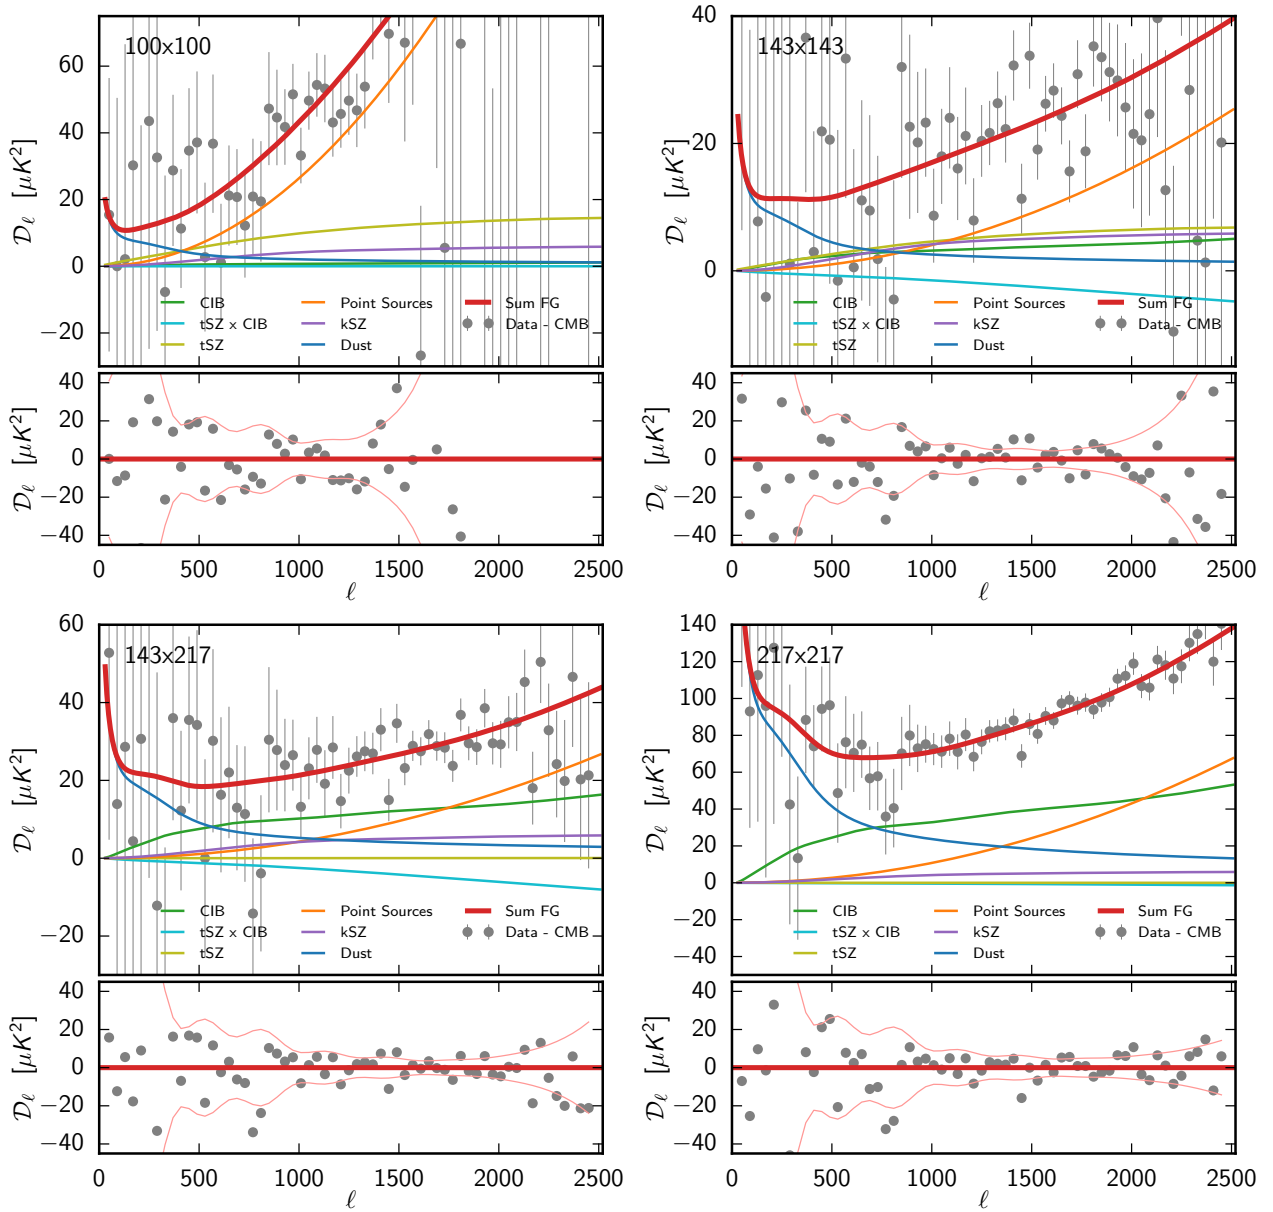 100x100
60
40
20
0
−20
𝒟ℓ [μK²]
CIB
tSZ x CIB
tSZ
Point Sources
kSZ
Dust
Sum FG
Data - CMB
40
20
0
−20
−40
𝒟ℓ [μK²]
0 500 1000 1500 2000 2500
ℓ
143x143
40
20
0
𝒟ℓ [μK²]
CIB
tSZ x CIB
tSZ
Point Sources
kSZ
Dust
Sum FG
Data - CMB
40
20
0
−20
−40
𝒟ℓ [μK²]
0 500 1000 1500 2000 2500
ℓ
143x217
60
40
20
0
−20
𝒟ℓ [μK²]
CIB
tSZ x CIB
tSZ
Point Sources
kSZ
Dust
Sum FG
Data - CMB
40
20
0
−20
−40
𝒟ℓ [μK²]
0 500 1000 1500 2000 2500
ℓ
217x217
140
120
100
80
60
40
20
0
−20
−40
𝒟ℓ [μK²]
CIB
tSZ x CIB
tSZ
Point Sources
kSZ
Dust
Sum FG
Data - CMB
40
20
0
−20
−40
𝒟ℓ [μK²]
0 500 1000 1500 2000 2500
ℓ